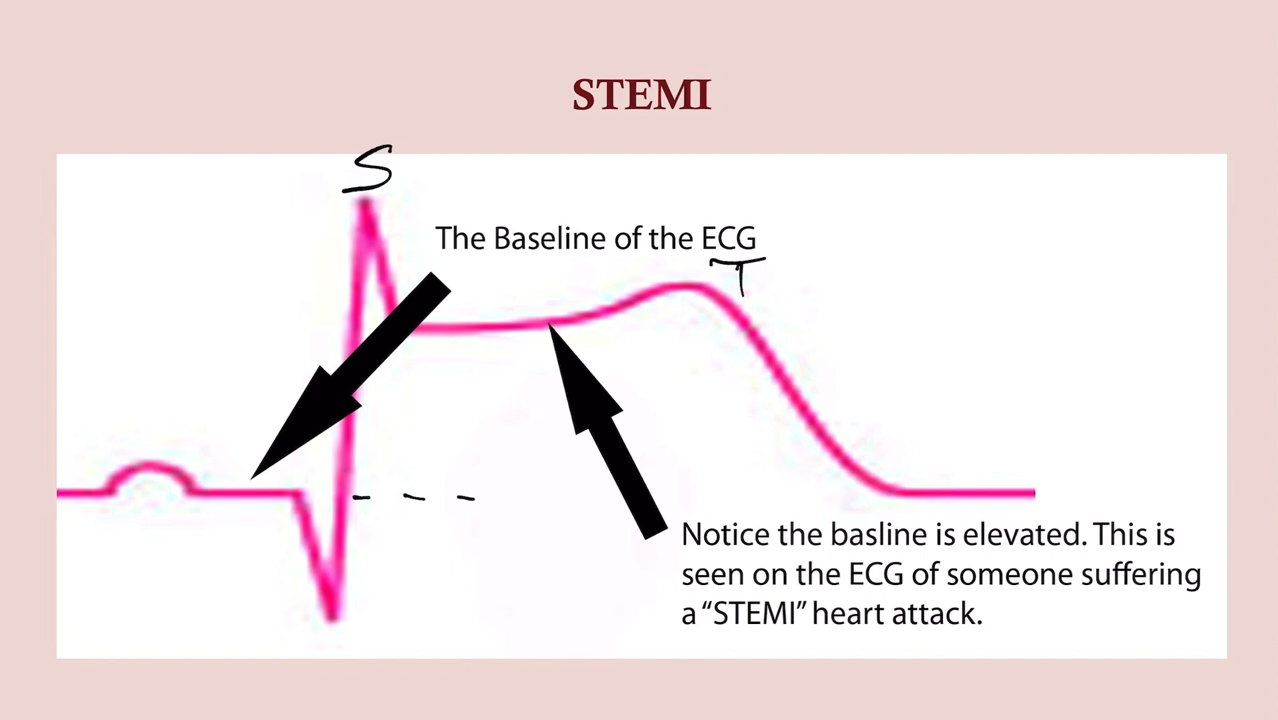 STEMI
S
The Baseline of the ECG
T
Notice the basline is elevated. This is
seen on the ECG of someone suffering
a “STEMI” heart attack.